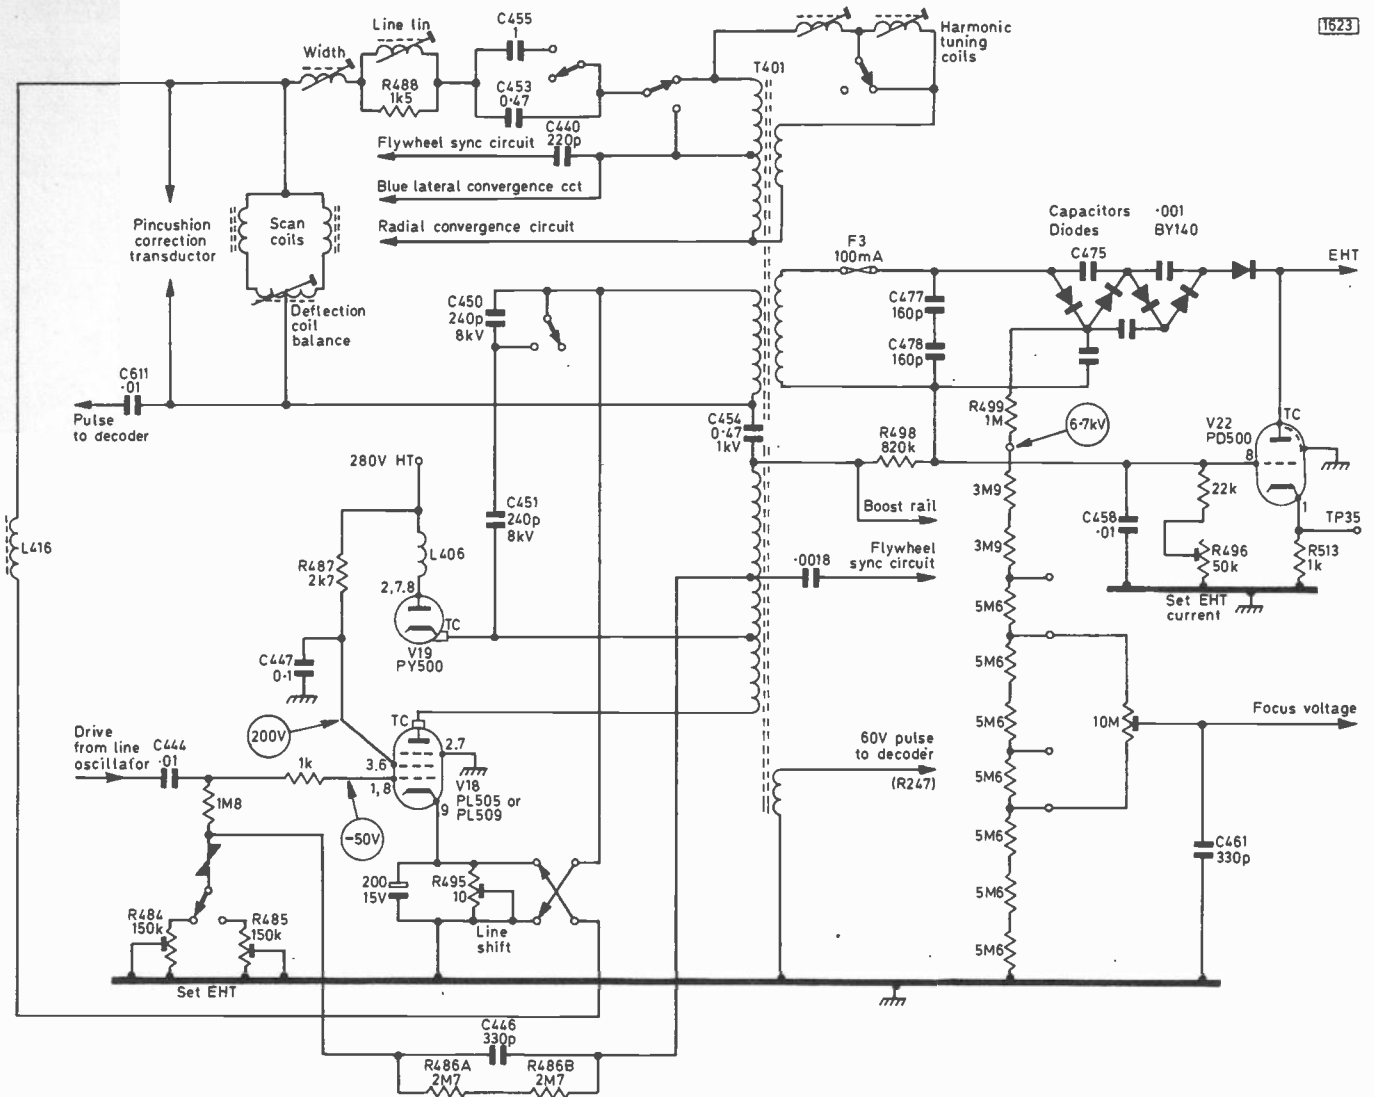 1623
Line lin
C455
1
Harmonic
tuning
coils
Width
R488
1k5
C453
0·47
T401
C440
220p
Flywheel sync circuit
Blue lateral convergence cct
Radial convergence circuit
Pincushion
correction
transductor
Scan
coils
Deflection
coil
balance
Capacitors ·001
Diodes BY140
F3
100mA
C475
EHT
C450
240p
8kV
C477
160p
C478
160p
C611
·01
Pulse
to decoder
C454
0·47
1kV
R499
1M
6·7kV
V22
PD500
TC
8
1
R498
820k
280V HT
Boost rail
3M9
22k
C458
·01
TP35
C451
240p
8kV
L416
L406
R487
2k7
3M9
R496
50k
R513
1k
·0018
Flywheel
sync circuit
2,7.8
TC
V19
PY500
5M6
Set EHT
current
C447
0·1
5M6
TC
200V
Drive
from line
oscillator
C444
·01
2.7
3.6
1,8
9
V18
PL505 or
PL509
1k
-50V
1M8
60V pulse
to decoder
(R247)
5M6
10M
Focus voltage
5M6
5M6
C461
330p
200
15V
R495
10
Line
shift
R484
150k
R485
150k
5M6
5M6
Set EHT
C446
330p
R486A
2M7
R486B
2M7